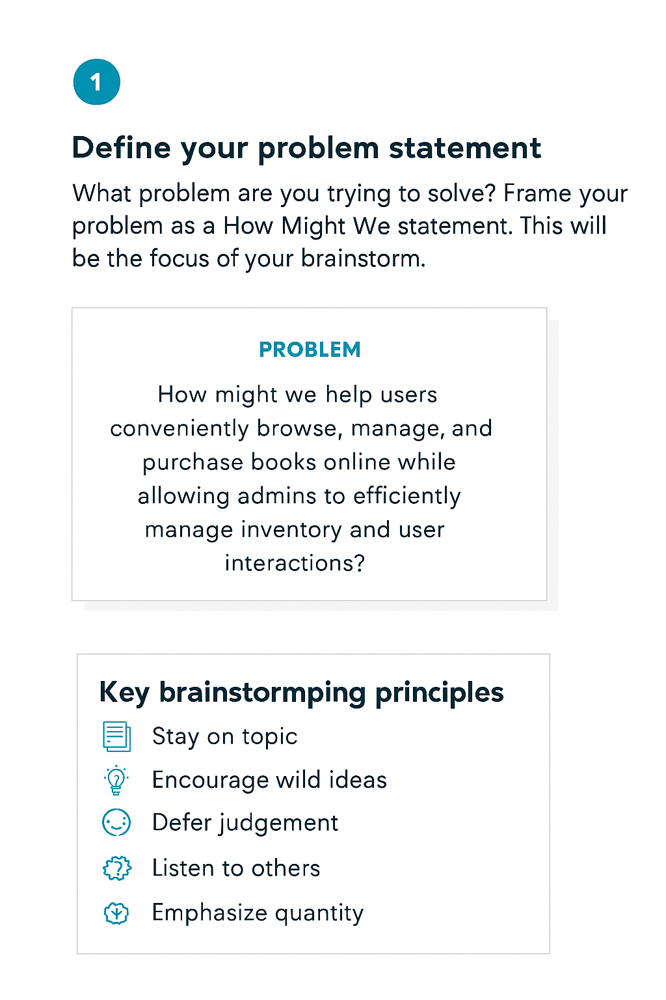 1
Define your problem statement
What problem are you trying to solve? Frame your
problem as a How Might We statement. This will
be the focus of your brainstorm.
PROBLEM
How might we help users
conveniently browse, manage, and
purchase books online while
allowing admins to efficiently
manage inventory and user
interactions?
Key brainstormping principles
Stay on topic
Encourage wild ideas
Defer judgement
Listen to others
Emphasize quantity